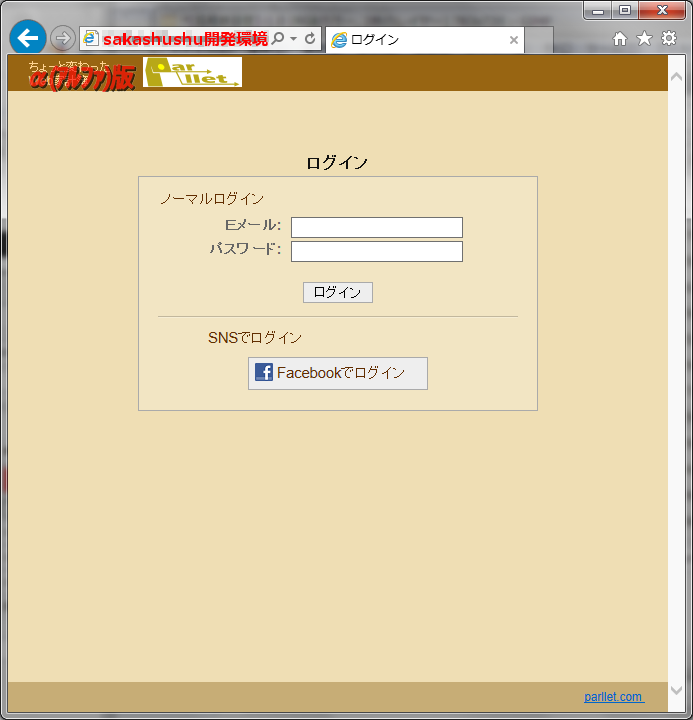 sakashushu開発環境
ログイン
ちょっと変わった
α(アルファ)版
Par
llet
ログイン
ノーマルログイン
Eメール:
パスワード:
ログイン
SNSでログイン
Facebookでログイン
parllet.com